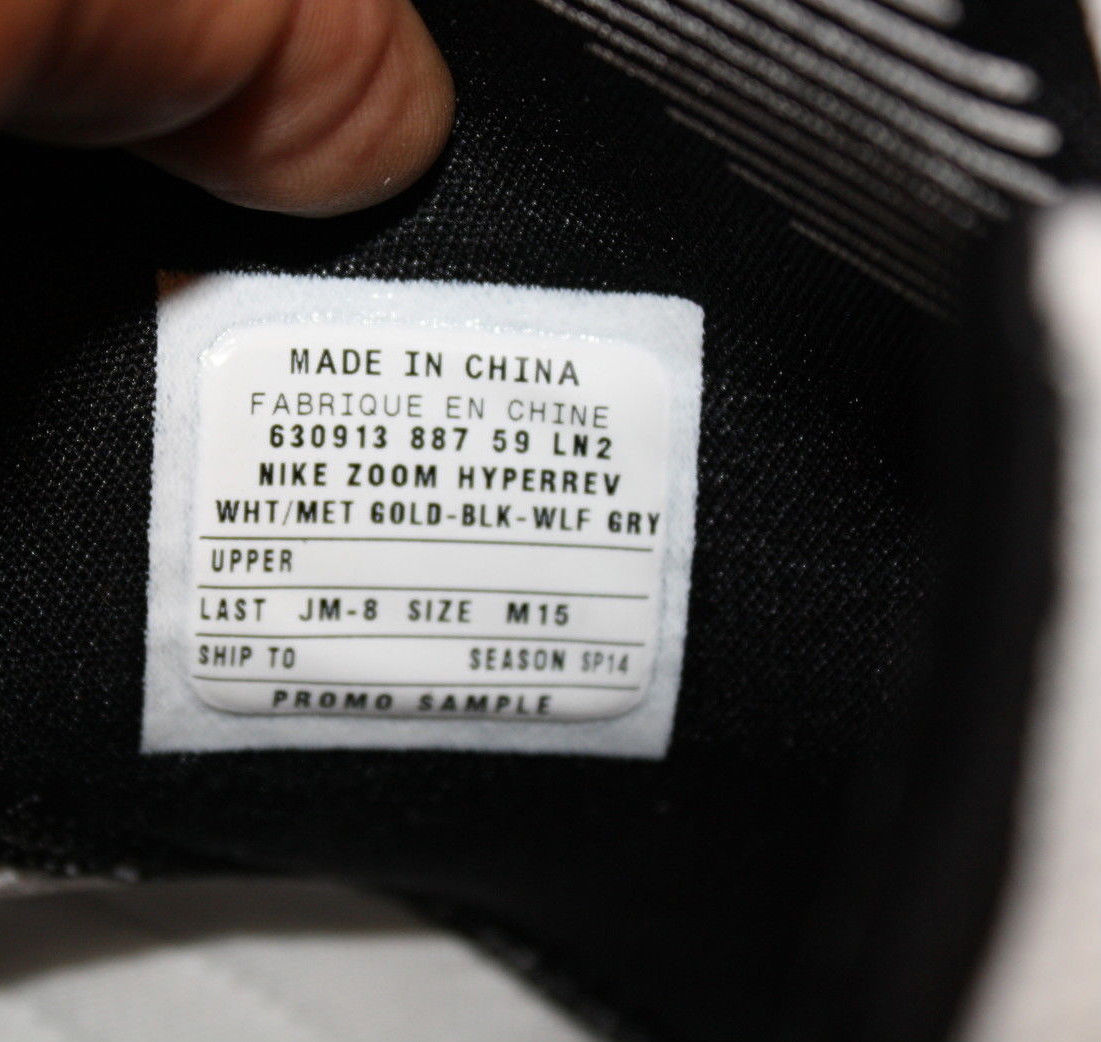 MADE IN CHINA
FABRIQUE EN CHINE
630913 887 59 LN2
NIKE ZOOM HYPERREV
WHT/MET GOLD-BLK-WLF GRY
UPPER
LAST JM-8 SIZE M15
SHIP TO SEASON SP14
PROMO SAMPLE